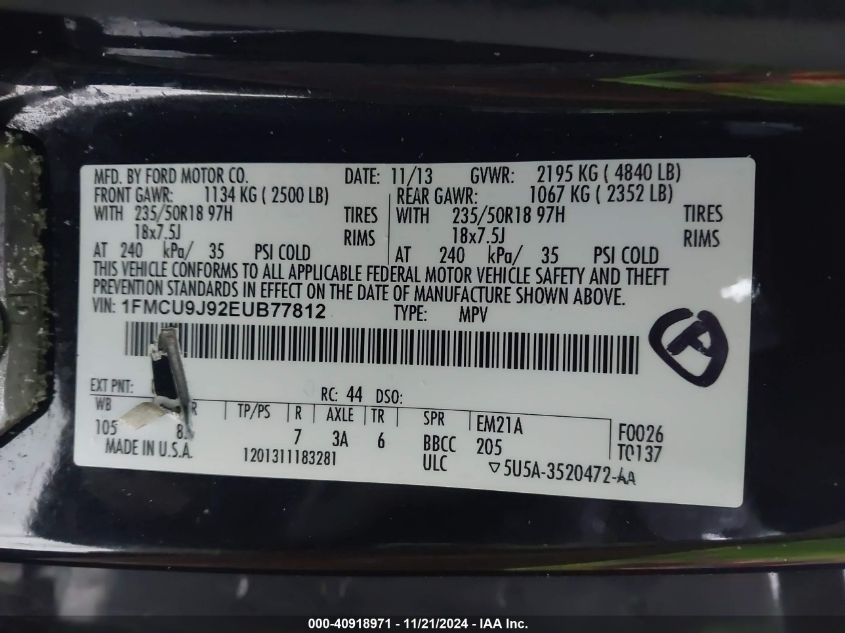 MFD. BY FORD MOTOR CO. DATE: 11/13 GVWR: 2195 KG ( 4840 LB)
FRONT GAWR: 1134 KG ( 2500 LB) REAR GAWR: 1067 KG ( 2352 LB)
WITH 235/50R18 97H TIRES WITH 235/50R18 97H TIRES
18x7.5J RIMS 18x7.5J RIMS
AT 240 kPa/ 35 PSI COLD AT 240 kPa/ 35 PSI COLD
THIS VEHICLE CONFORMS TO ALL APPLICABLE FEDERAL MOTOR VEHICLE SAFETY AND THEFT
PREVENTION STANDARDS IN EFFECT ON THE DATE OF MANUFACTURE SHOWN ABOVE.
VIN: 1FMCU9J92EUB77812 TYPE: MPV
EXT PNT: RC: 44 DSO:
WB R TP/PS R AXLE TR SPR EM21A F0026
105 7 3A 6 BBCC 205 T0137
MADE IN U.S.A. 1201311183281 ULC 5U5A-3520472-AA
000-40918971 - 11/21/2024 - IAA Inc.